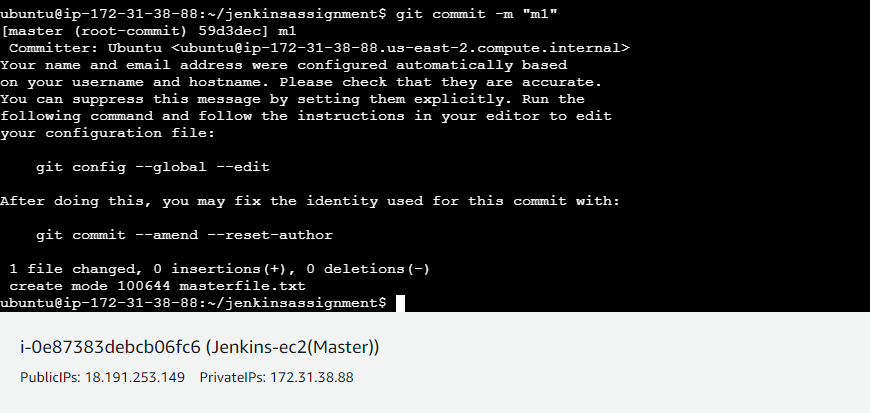 ubuntu@ip-172-31-38-88:~/jenkinsassignment$ git commit -m "m1"
[master (root-commit) 59d3dec] m1
 Committer: Ubuntu <ubuntu@ip-172-31-38-88.us-east-2.compute.internal>
Your name and email address were configured automatically based
on your username and hostname. Please check that they are accurate.
You can suppress this message by setting them explicitly. Run the
following command and follow the instructions in your editor to edit
your configuration file:

    git config --global --edit

After doing this, you may fix the identity used for this commit with:

    git commit --amend --reset-author

 1 file changed, 0 insertions(+), 0 deletions(-)
 create mode 100644 masterfile.txt
ubuntu@ip-172-31-38-88:~/jenkinsassignment$
i-0e87383debcb06fc6 (Jenkins-ec2(Master))
PublicIPs: 18.191.253.149 PrivateIPs: 172.31.38.88